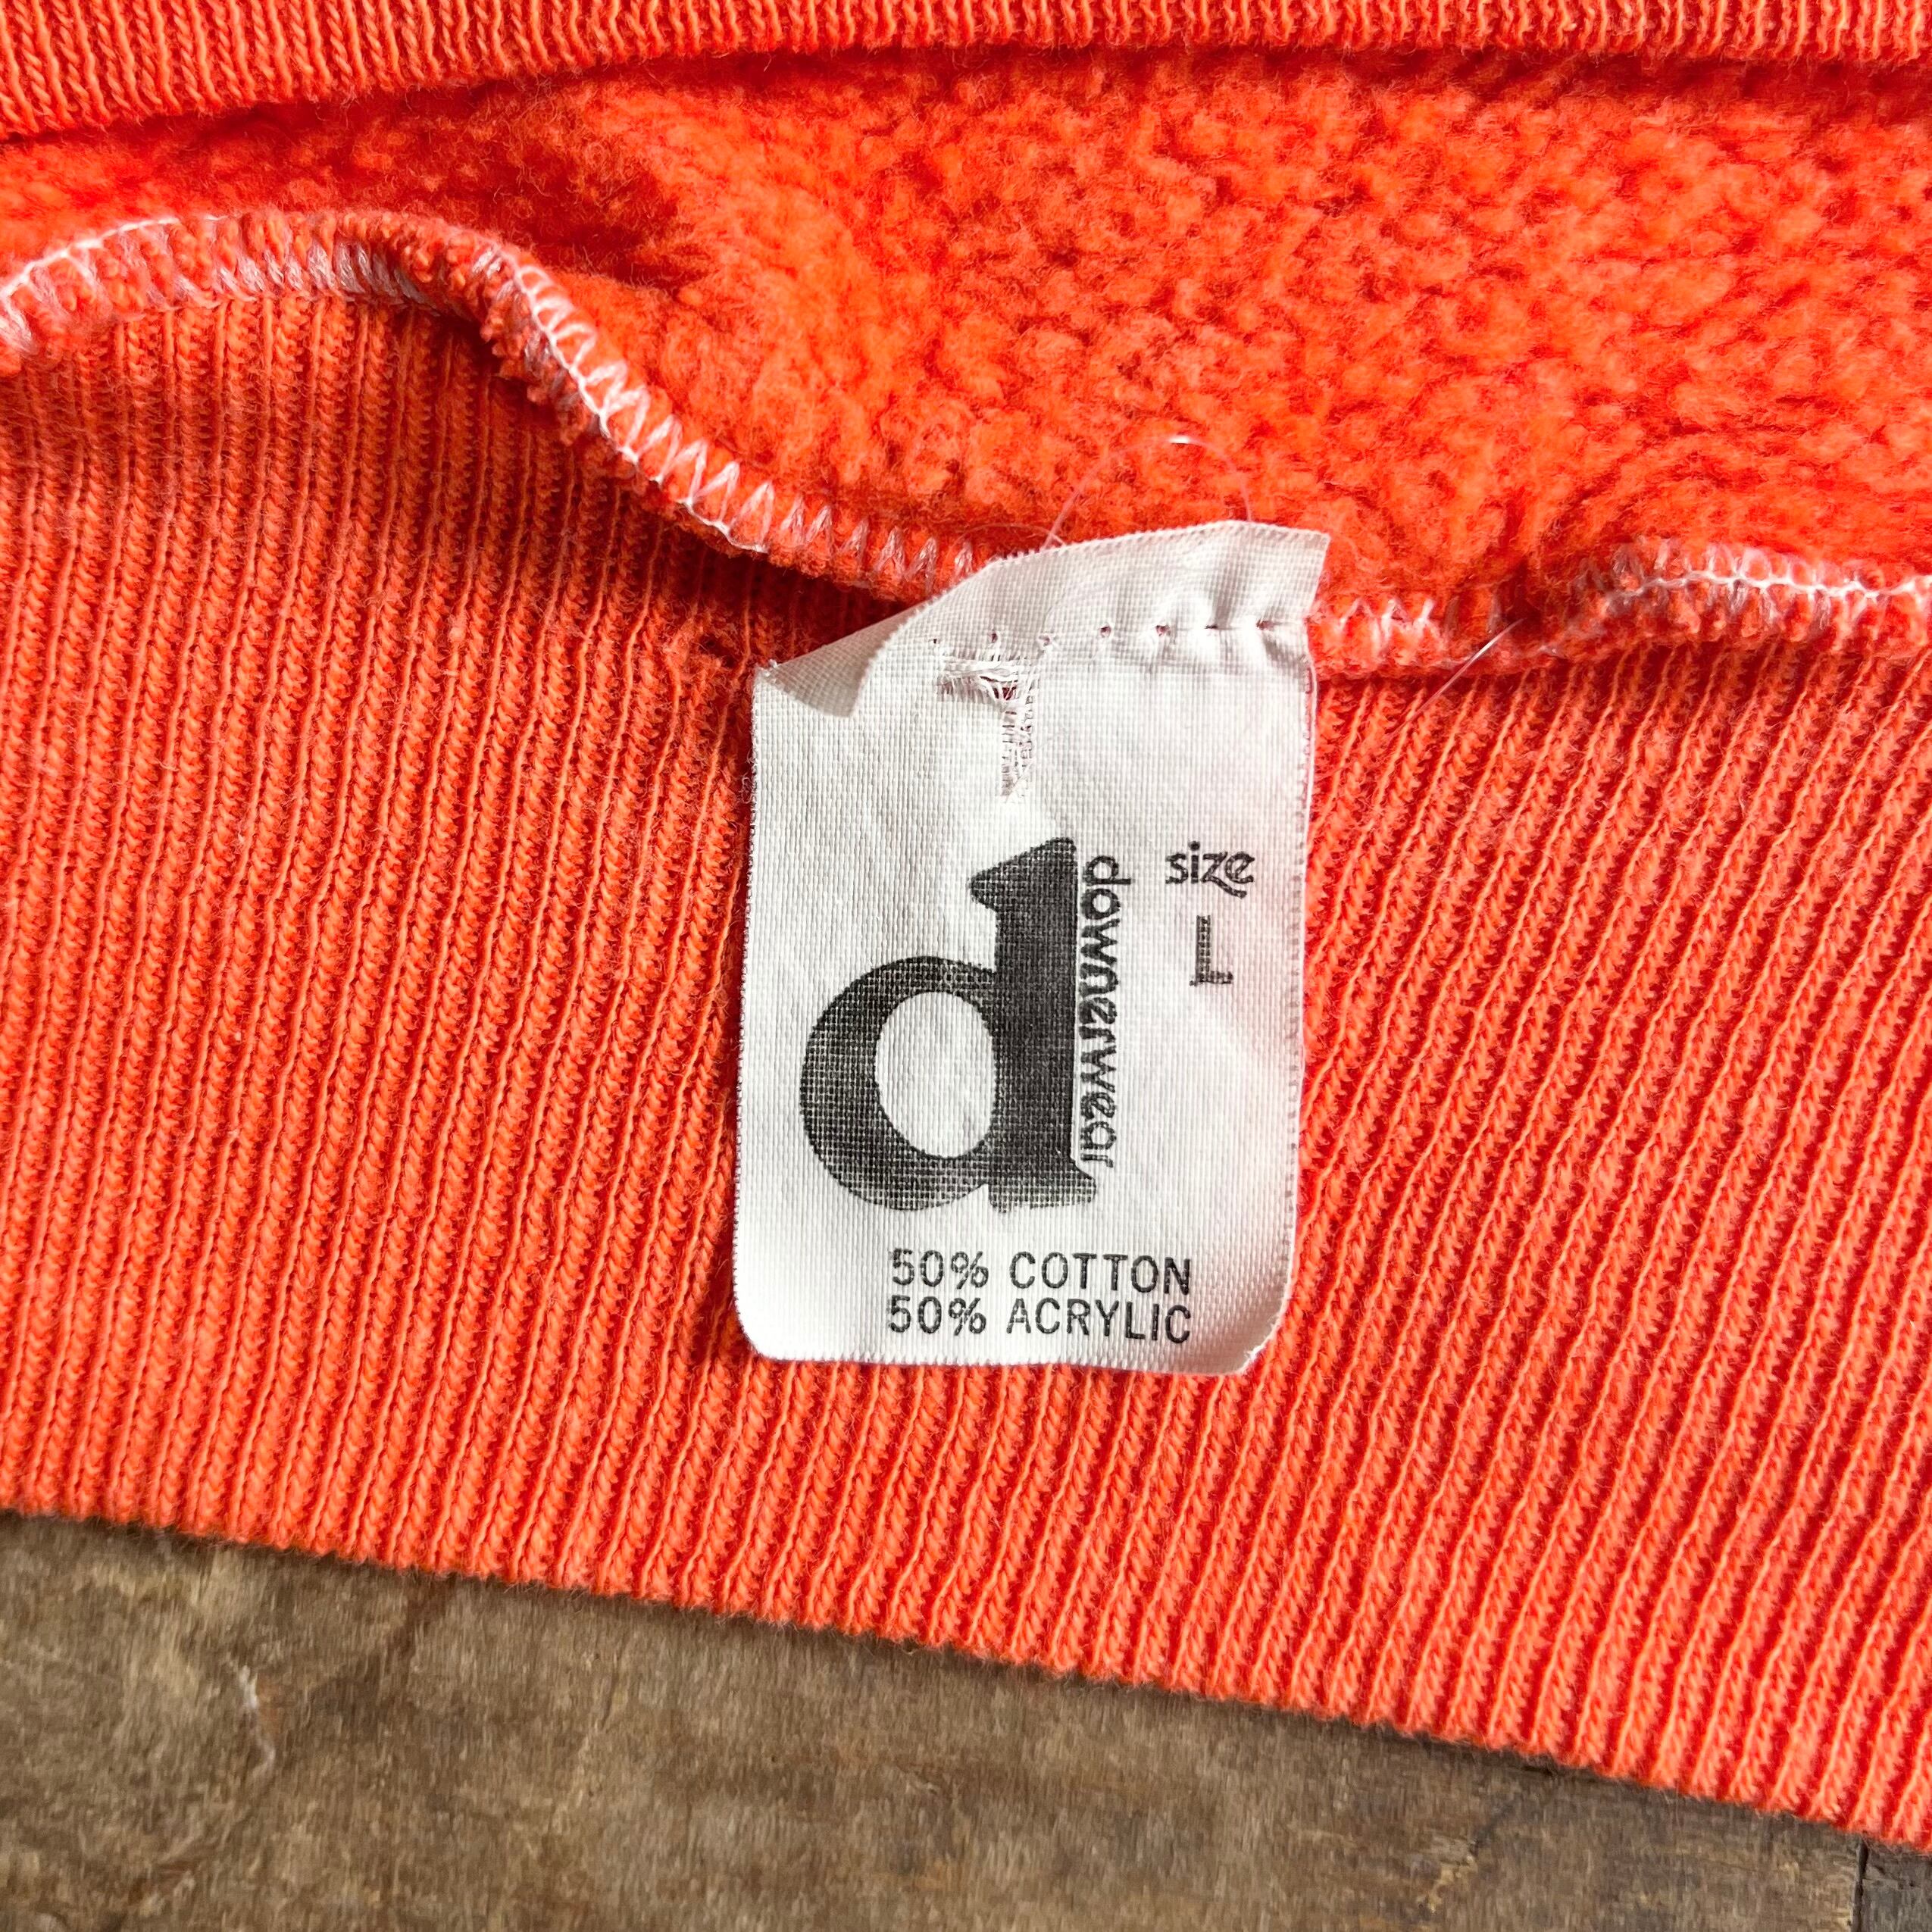 d
downerwear
size
L
50% COTTON
50% ACRYLIC